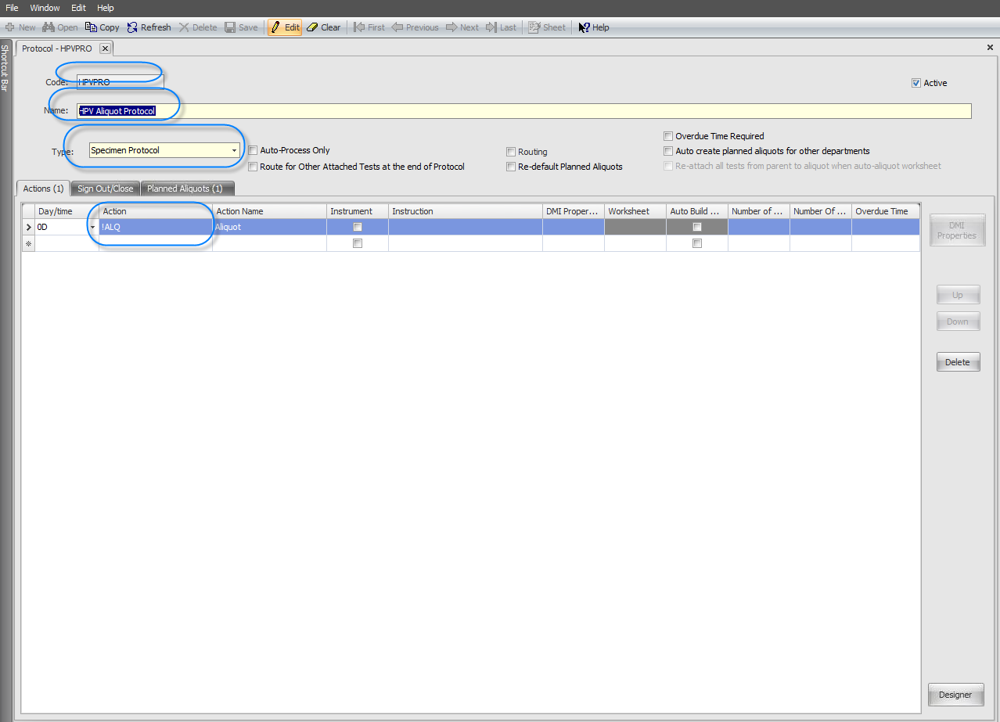 File Window Edit Help
New Open Copy Refresh Delete Save Edit Clear First Previous Next Last Sheet Help
Shortcut Bar
Protocol - HPVPRO
Code: HPVPRO
Active
Name: HPV Aliquot Protocol
Overdue Time Required
Type: Specimen Protocol
Auto-Process Only
Routing
Auto create planned aliquots for other departments
Route for Other Attached Tests at the end of Protocol
Re-default Planned Aliquots
Re-attach all tests from parent to aliquot when auto-aliquot worksheet
Actions (1) Sign Out/Close Planned Aliquots (1)
Day/time Action Action Name Instrument Instruction DMI Proper... Worksheet Auto Build ... Number of ... Number Of ... Overdue Time
0D !ALQ Aliquot
DMI
Properties
Up
Down
Delete
Designer